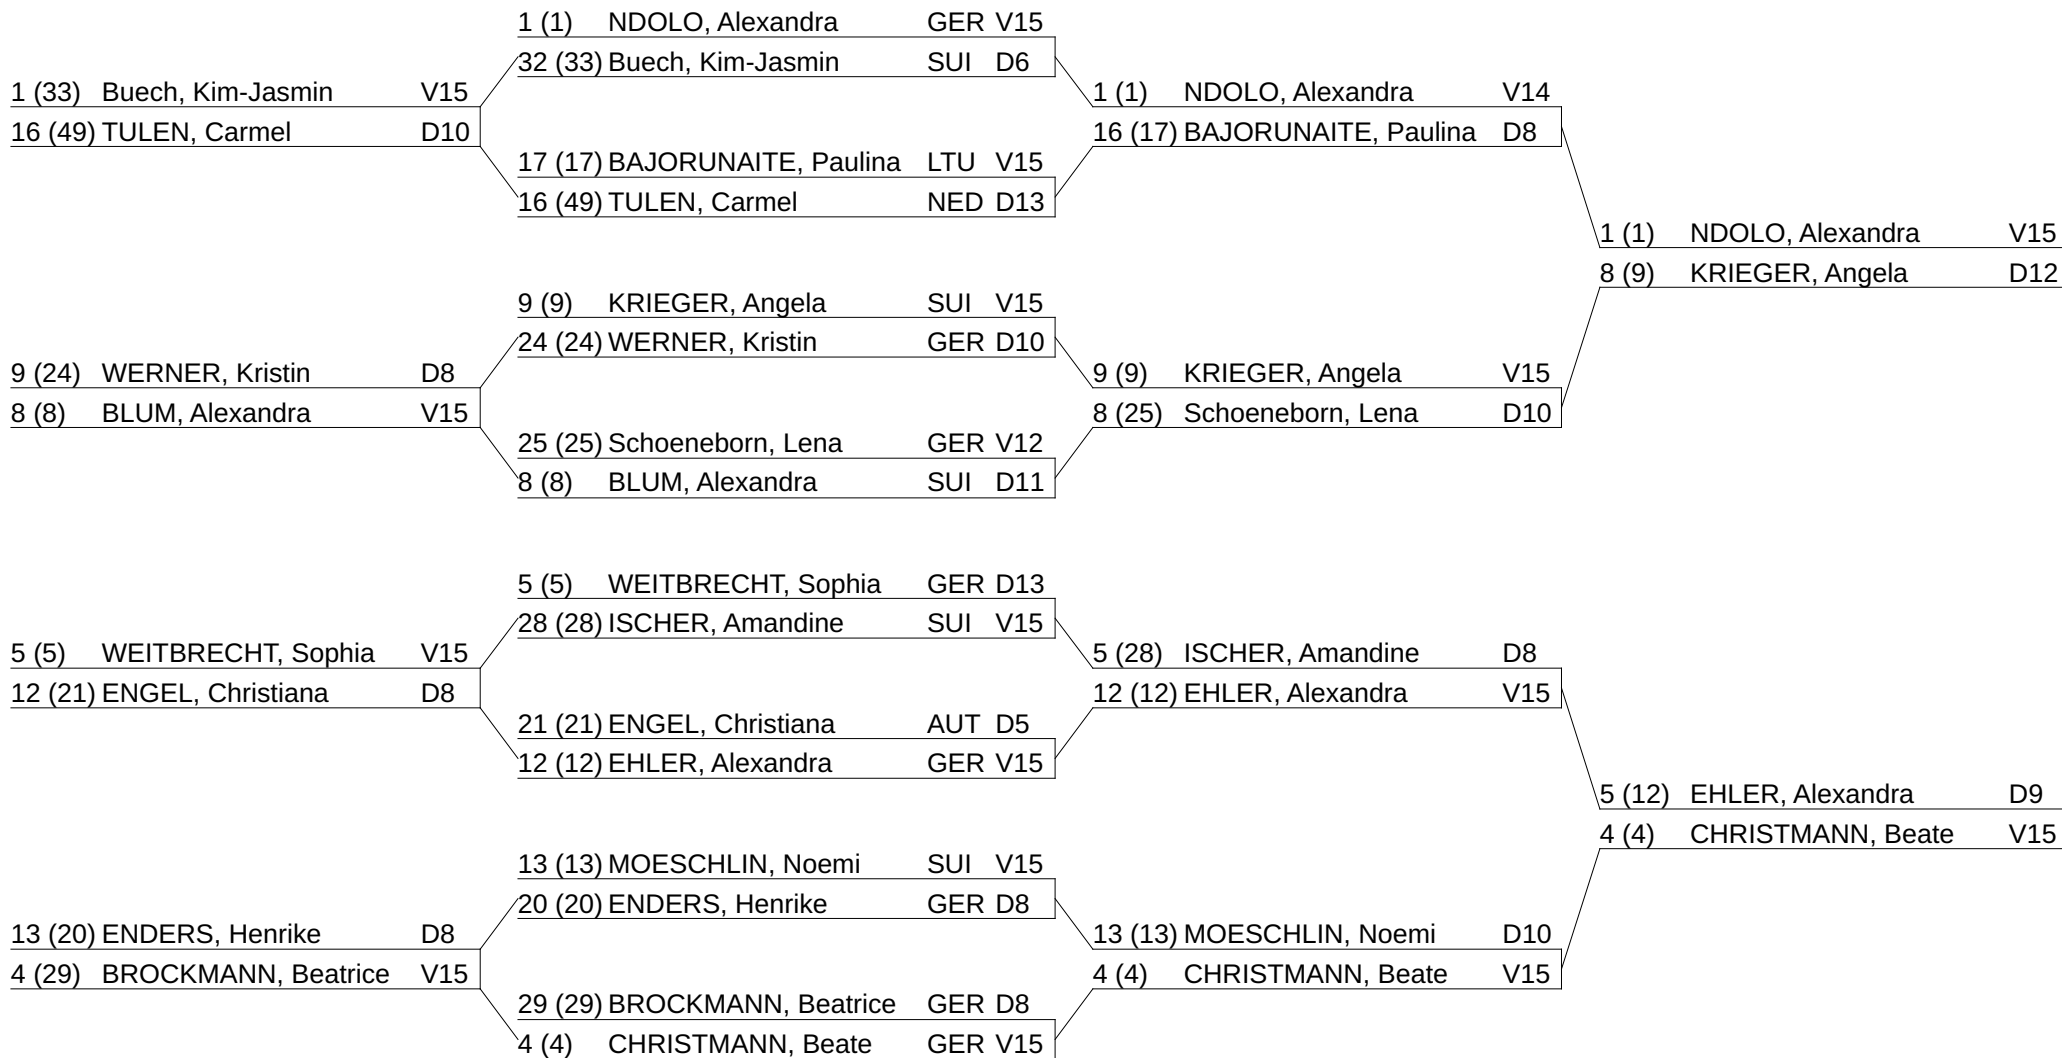 1 (33) Buech, Kim-Jasmin V15
16 (49) TULEN, Carmel D10
9 (24) WERNER, Kristin D8
8 (8) BLUM, Alexandra V15
5 (5) WEITBRECHT, Sophia V15
12 (21) ENGEL, Christiana D8
13 (20) ENDERS, Henrike D8
4 (29) BROCKMANN, Beatrice V15
1 (1) NDOLO, Alexandra GER V15
32 (33) Buech, Kim-Jasmin SUI D6
17 (17) BAJORUNAITE, Paulina LTU V15
16 (49) TULEN, Carmel NED D13
9 (9) KRIEGER, Angela SUI V15
24 (24) WERNER, Kristin GER D10
25 (25) Schoeneborn, Lena GER V12
8 (8) BLUM, Alexandra SUI D11
5 (5) WEITBRECHT, Sophia GER D13
28 (28) ISCHER, Amandine SUI V15
21 (21) ENGEL, Christiana AUT D5
12 (12) EHLER, Alexandra GER V15
13 (13) MOESCHLIN, Noemi SUI V15
20 (20) ENDERS, Henrike GER D8
29 (29) BROCKMANN, Beatrice GER D8
4 (4) CHRISTMANN, Beate GER V15
1 (1) NDOLO, Alexandra V14
16 (17) BAJORUNAITE, Paulina D8
9 (9) KRIEGER, Angela V15
8 (25) Schoeneborn, Lena D10
5 (28) ISCHER, Amandine D8
12 (12) EHLER, Alexandra V15
13 (13) MOESCHLIN, Noemi D10
4 (4) CHRISTMANN, Beate V15
1 (1) NDOLO, Alexandra V15
8 (9) KRIEGER, Angela D12
5 (12) EHLER, Alexandra D9
4 (4) CHRISTMANN, Beate V15